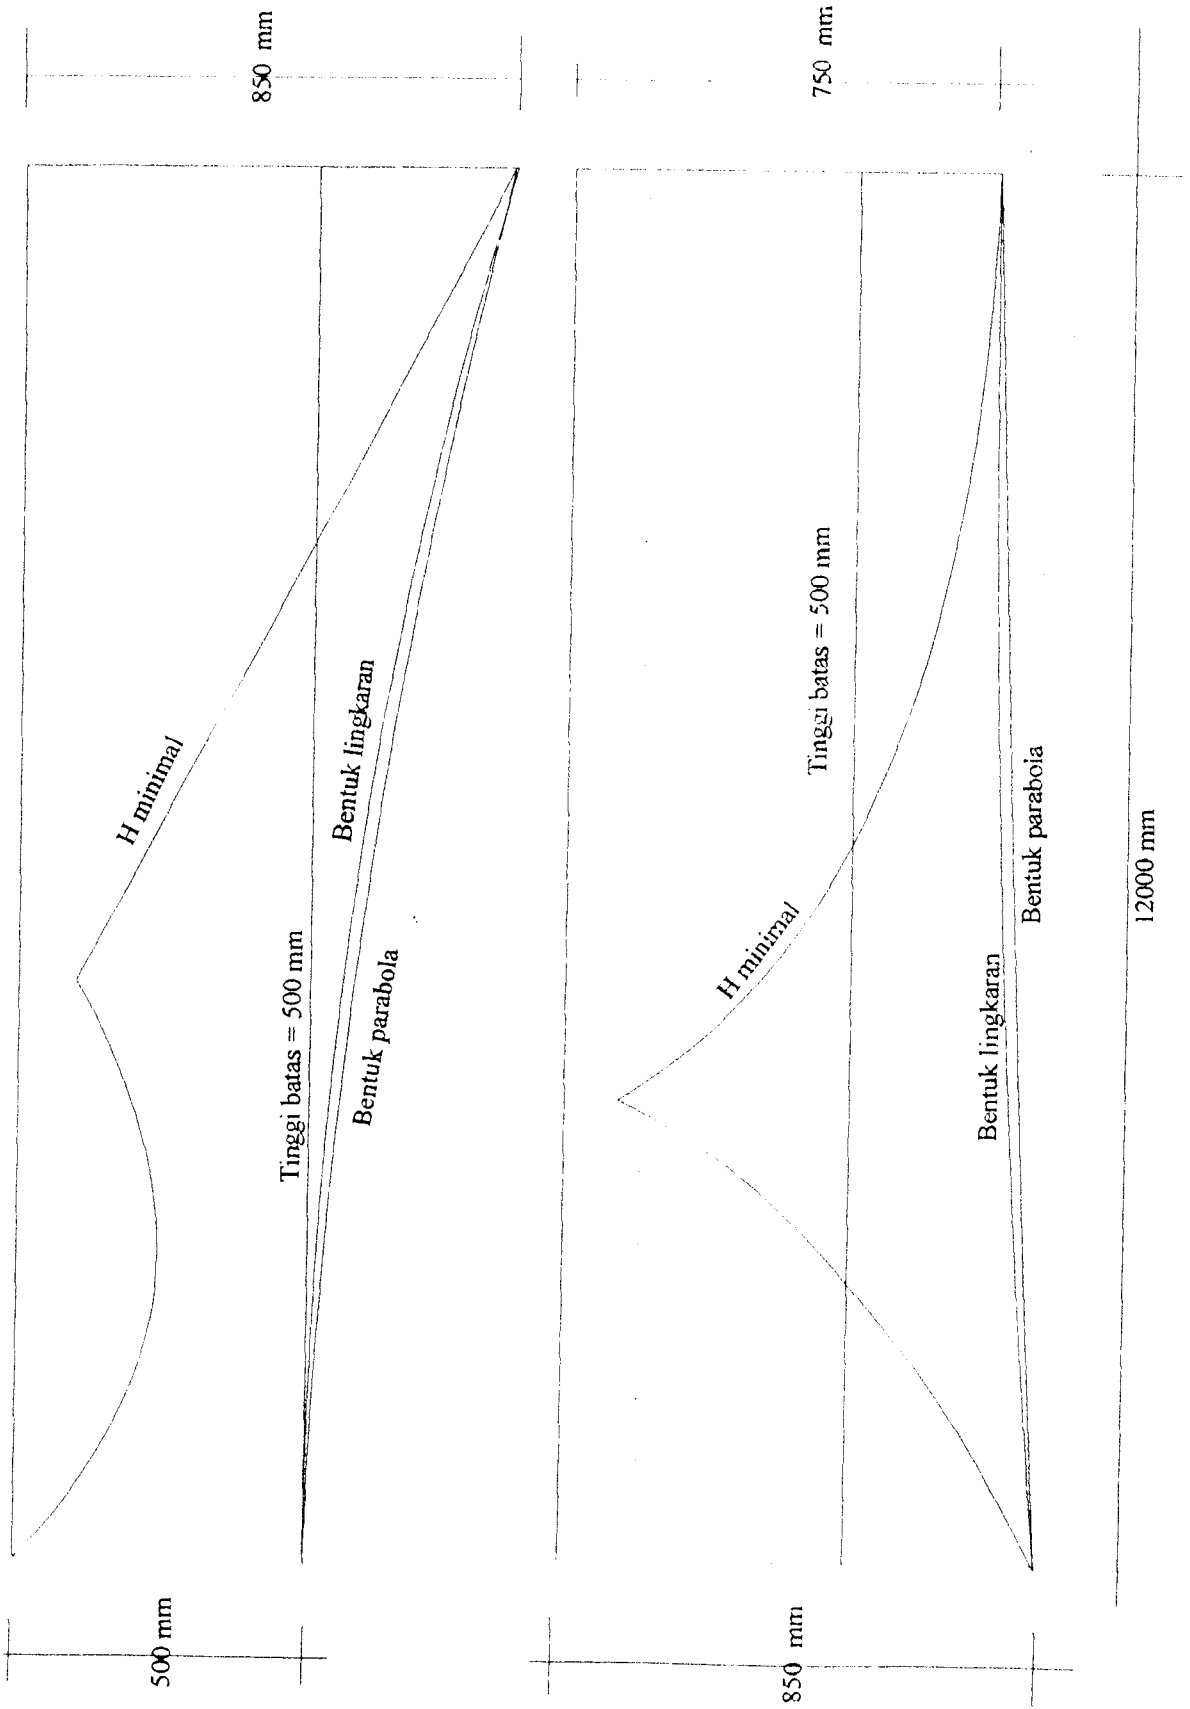 850 mm
H minimal
Bentuk lingkaran
Tinggi batas = 500 mm
Bentuk parabola
500 mm
750 mm
Tinggi batas = 500 mm
H minimal
Bentuk parabola
Bentuk lingkaran
850 mm
12000 mm